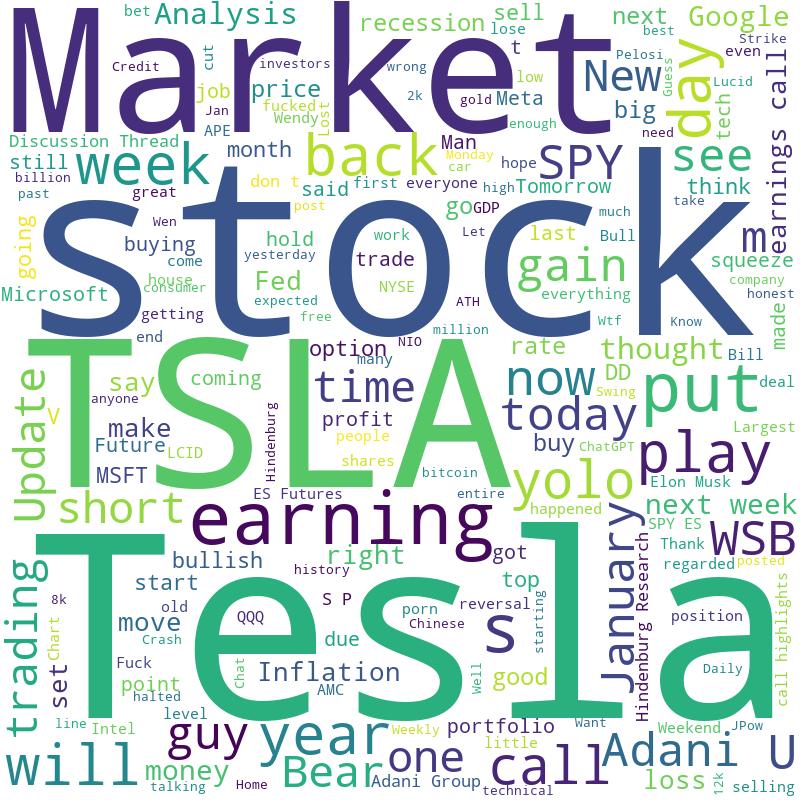 Market
bet Analysis
recession
sell
next
Google
lose
Strike
t
best
even
Credit
cut
investors
wrong
Pelosi
New
Guess
day
Lucid
job
price
2k
gold
low
Meta
big
tech
Jan
fucked
Wendy
Lost
APE
enough
need
earnings call
Discussion Thread
month
back
Man
SPY
see
still
week
Monday
car
hope
billion
don t
said
first
everyone
high
Tomorrow
think
past
great
post
go
GDP
much
take
stock
going
Wen
Let
last
Bull
m
buying
hold
work
come
yesterday
trade
gain
squeeze
house
consumer
Fed
NYSE
company
Microsoft
expected
ATH
everything
honest
getting
free
Wtf
Know
made
end
million
TSLA
option
NIO
many
rate
thought
Bill
say
coming
time
now
DD
put
deal
Update
V
anyone
Swing
make
profit
today
Largest
Future
LCID
Hindenburg
people
buy
ChatGPT
play
MSFT
shares
bitcoin
yolo
Elon Musk
short
ES Futures
entire
happened
next week
earning
SPY ES
WSB
Thank
January
bullish
right
got
regarded
posted
trading
start
history
top
Hindenburg Research
Tesla
8k
old
S P
porn
reversal
starting
move
QQQ
Chinese
s
position
Chart
Crash
due
call highlights
set
Fuck
Chat
Inflation
Well
good
Daily
point
halted
AMC
level
line
Intel
guy
year
Weekly
portfolio
Want
Weekend
JPow
little
one
call
Adani U
will
money
Bear
Adani Group
loss
12k
talking
Home
technical
selling